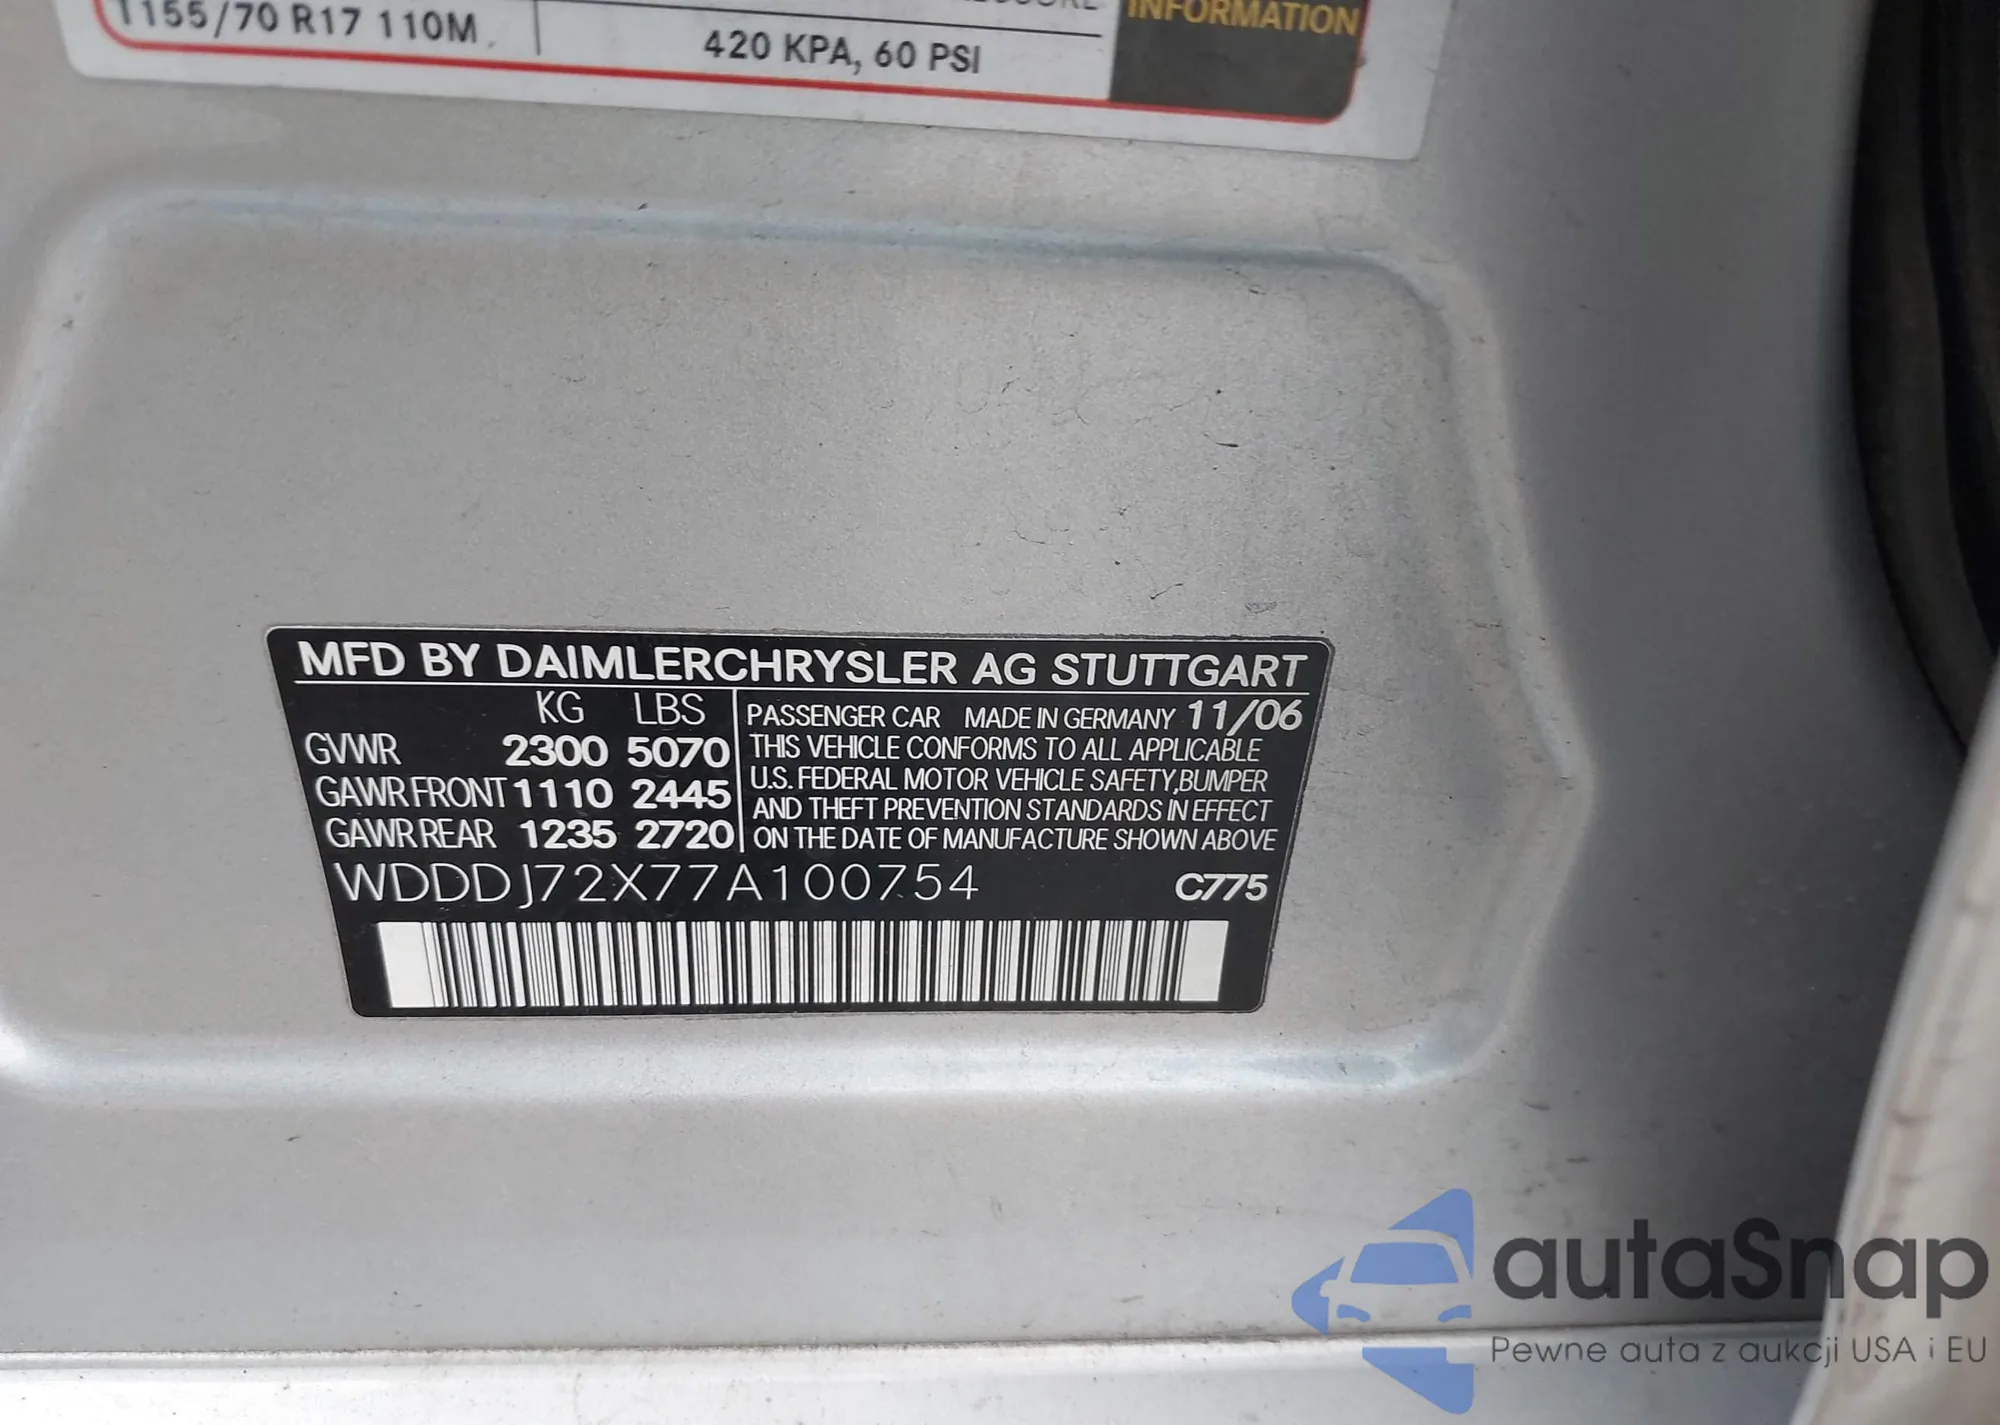 INFORMATION
T155/70 R17 110M
420 KPA, 60 PSI
MFD BY DAIMLERCHRYSLER AG STUTTGART
KG LBS
GVWR 2300 5070
GAWR FRONT 1110 2445
GAWR REAR 1235 2720
PASSENGER CAR MADE IN GERMANY 11/06
THIS VEHICLE CONFORMS TO ALL APPLICABLE
U.S. FEDERAL MOTOR VEHICLE SAFETY, BUMPER
AND THEFT PREVENTION STANDARDS IN EFFECT
ON THE DATE OF MANUFACTURE SHOWN ABOVE
WDDDJ72X77A100754 C775
autaSnap
Pewne auta z aukcji USA i EU